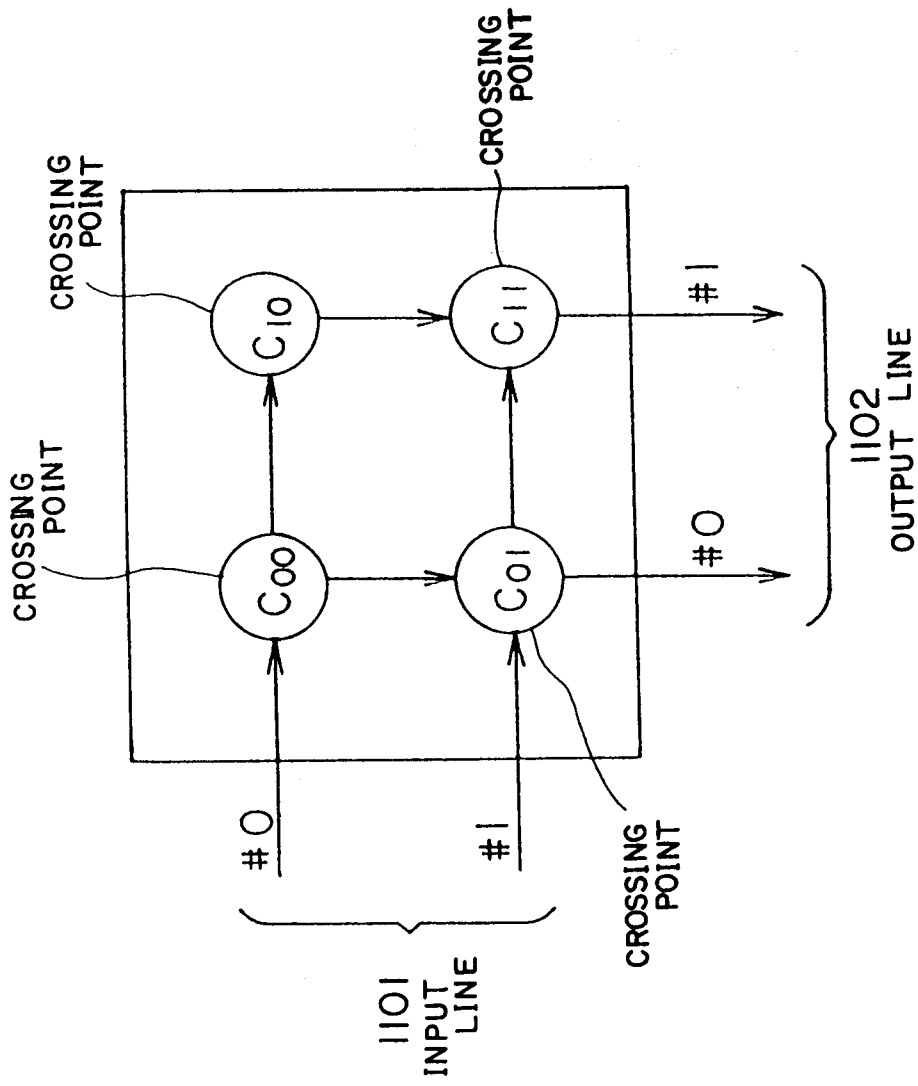 CROSSING
POINT
CROSSING
POINT
#0
C00
C10
1101
INPUT
LINE
#1
C01
C11
CROSSING
POINT
CROSSING
POINT
#0
#1
1102
OUTPUT LINE